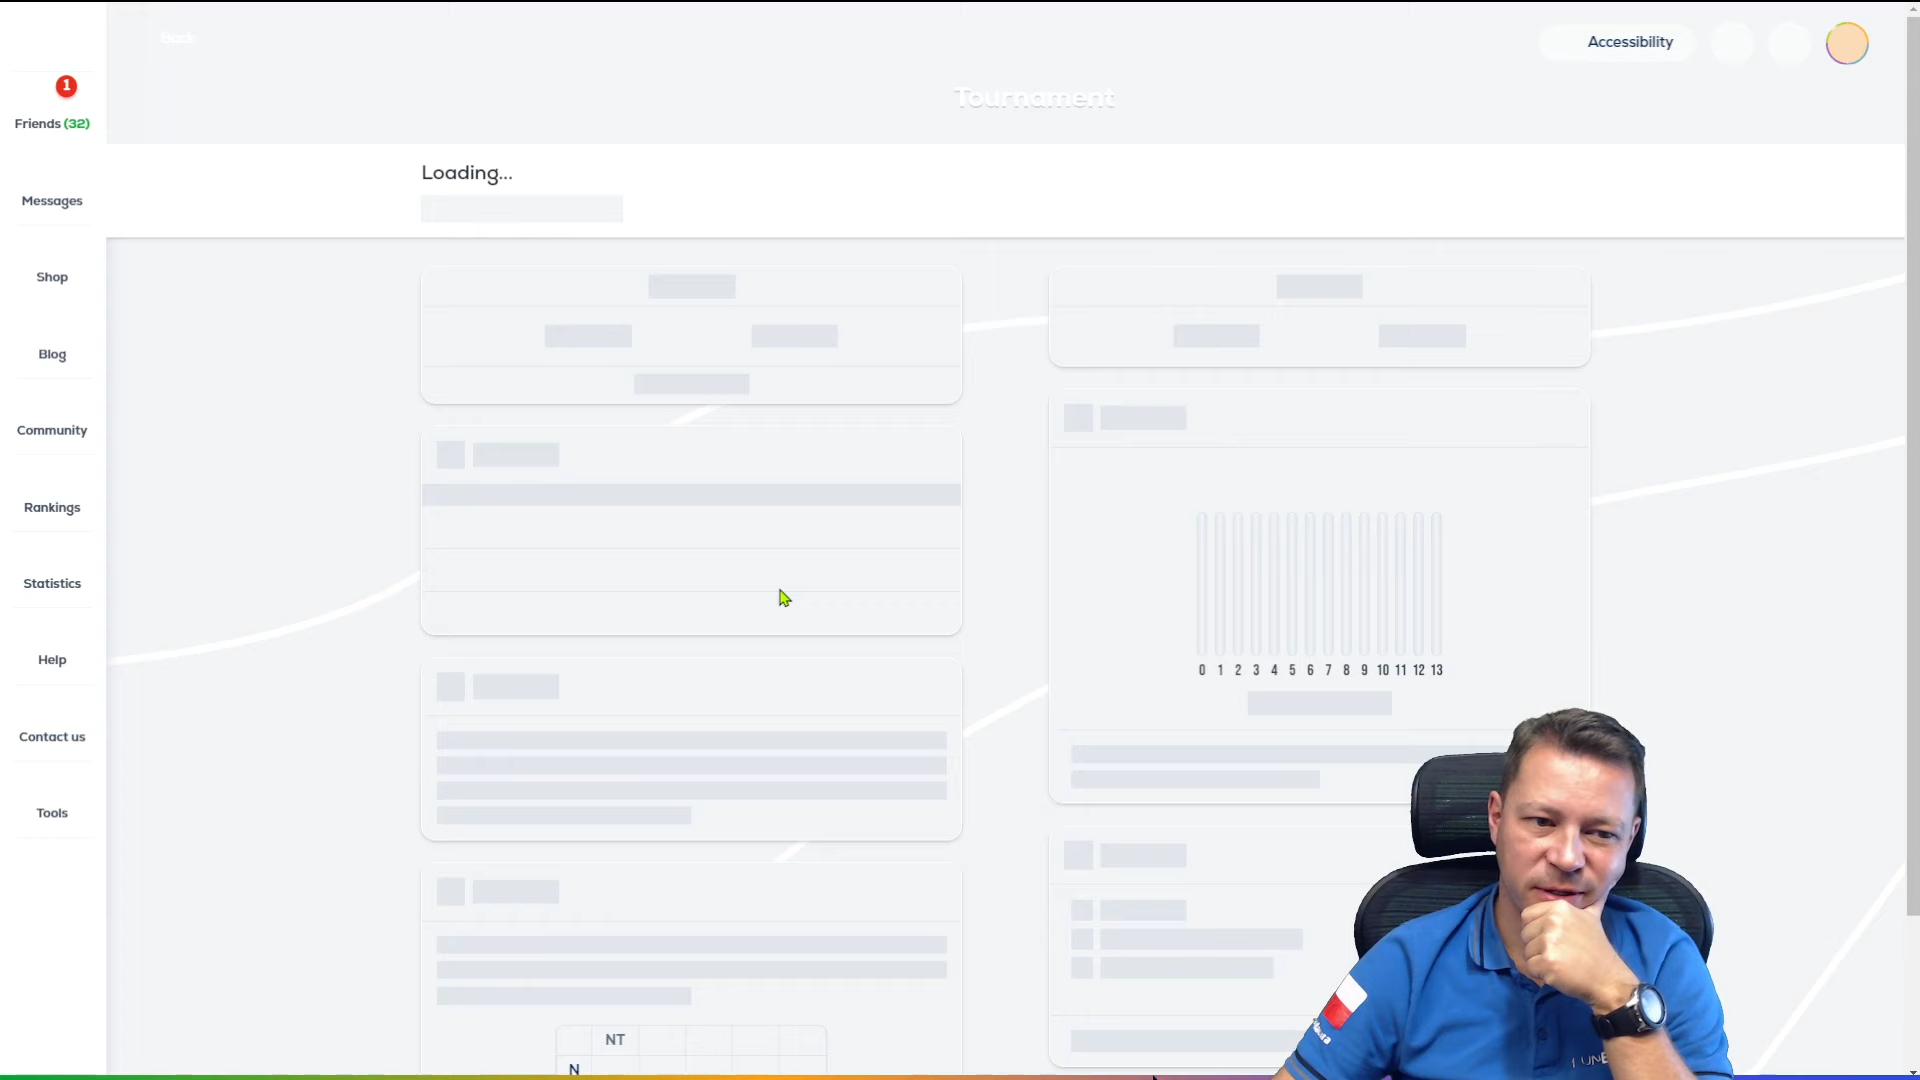 Back
Accessibility
1
Tournament
Friends (32)
Loading...
Messages
Shop
Blog
Community
Rankings
Statistics
Help
Contact us
Tools
0 1 2 3 4 5 6 7 8 9 10 11 12 13
NT
N